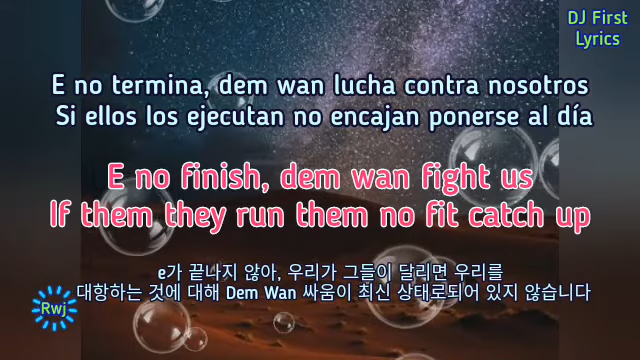 DJ First
Lyrics
E no termina, dem wan lucha contra nosotros
Si ellos los ejecutan no encajan ponerse al día
E no finish, dem wan fight us
If them they run them no fit catch up
e가 끝나지 않아, 우리가 그들이 달리면 우리를
대항하는 것에 대해 Dem Wan 싸움이 최신 상태로되어 있지 않습니다
Rwj